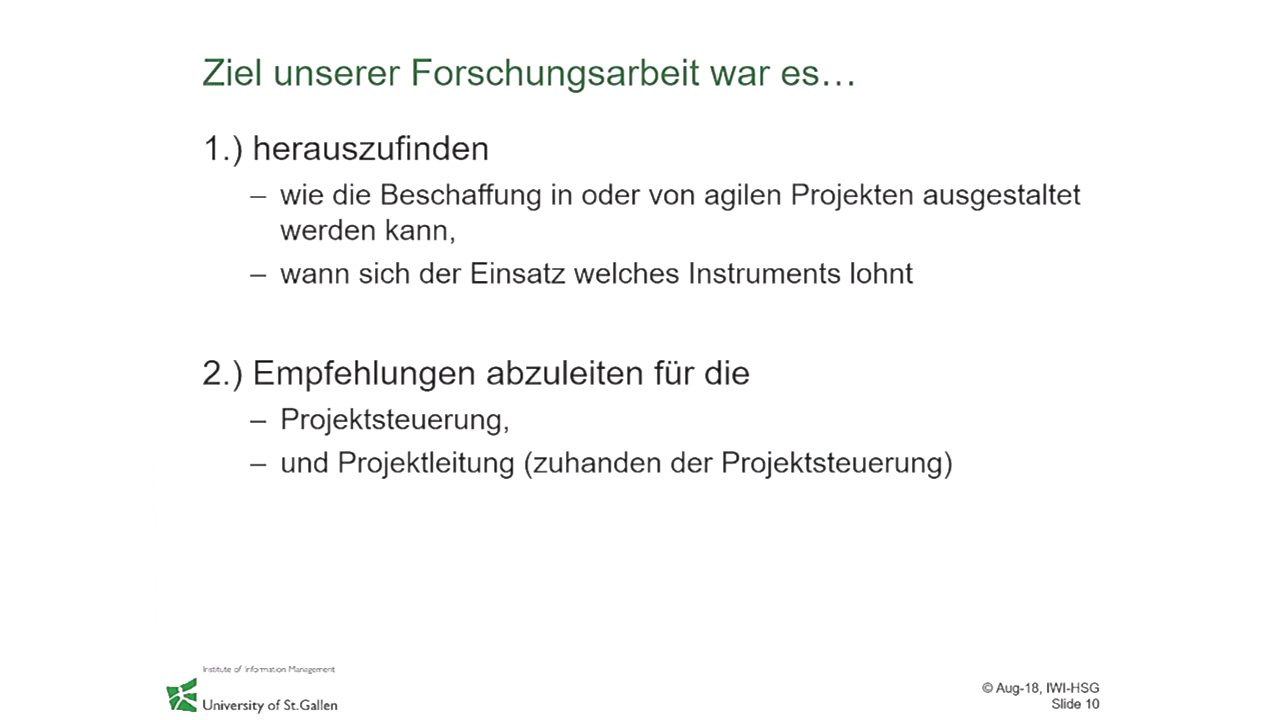 Ziel unserer Forschungsarbeit war es…
1.) herauszufinden
– wie die Beschaffung in oder von agilen Projekten ausgestaltet
werden kann,
– wann sich der Einsatz welches Instruments lohnt
2.) Empfehlungen abzuleiten für die
– Projektsteuerung,
– und Projektleitung (zuhanden der Projektsteuerung)
Institute of Information Management
University of St.Gallen
© Aug-18, IWI-HSG
Slide 10